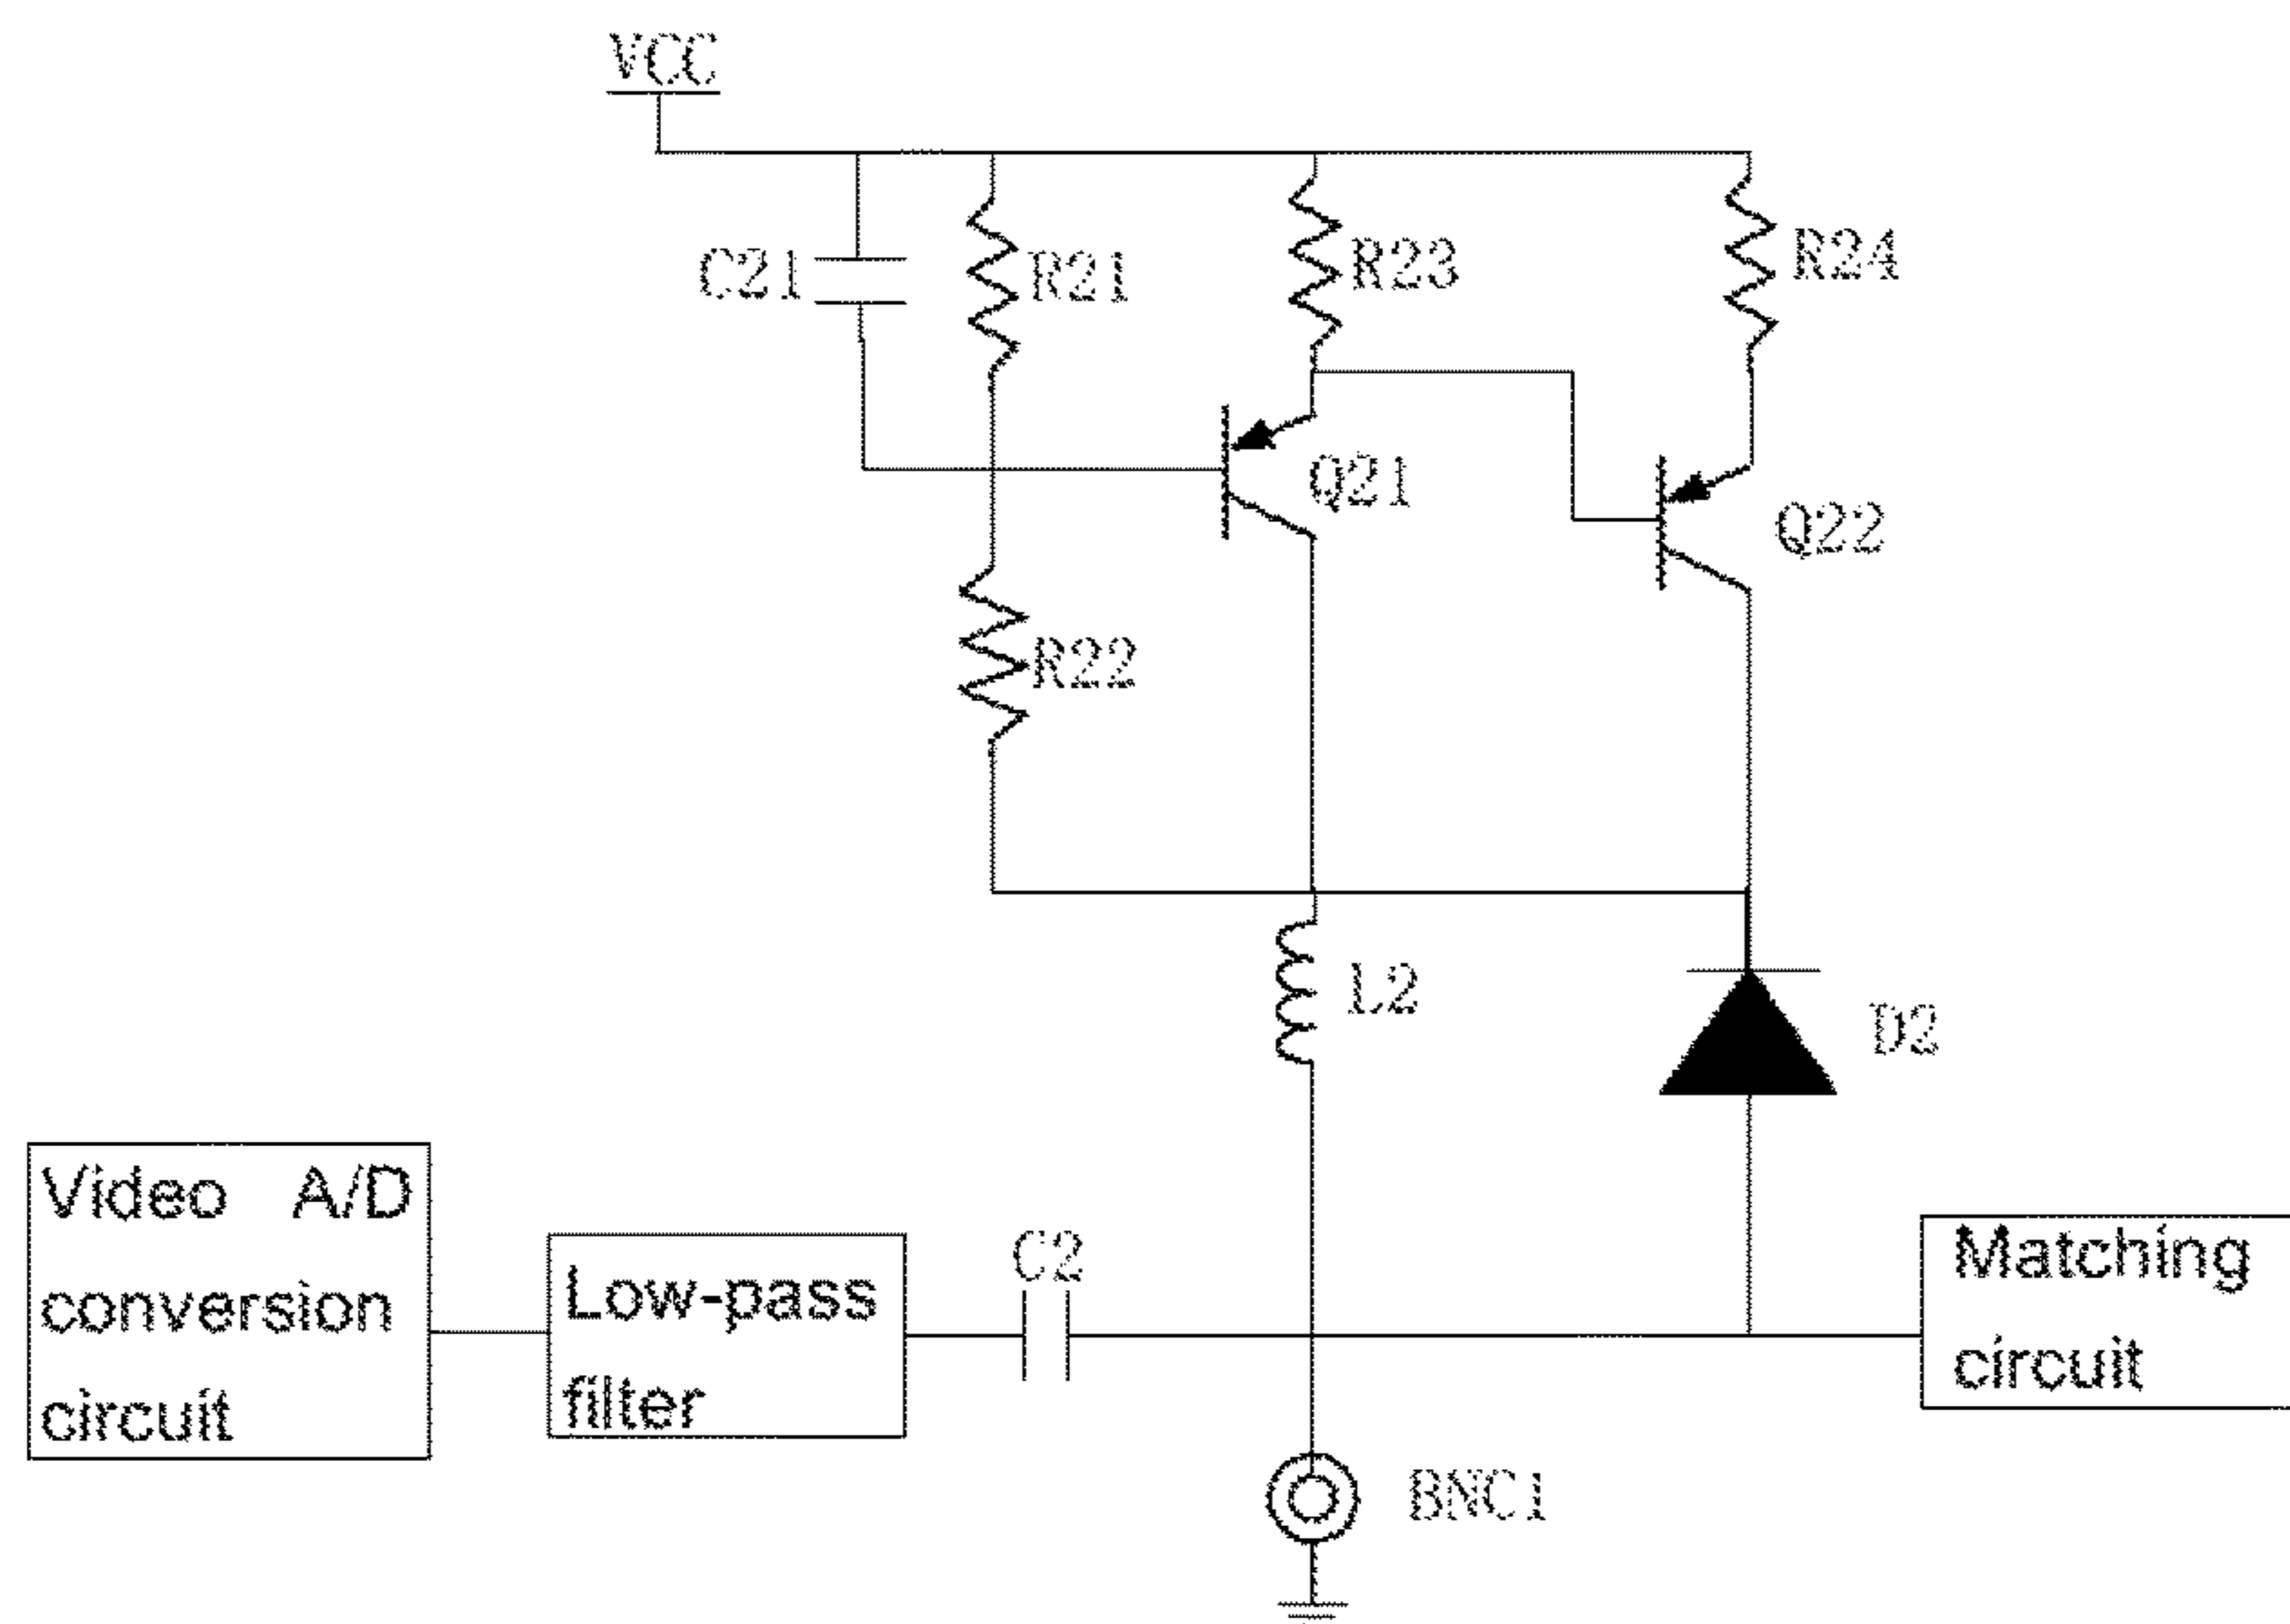 VCC
C21
R21
R23
R24
Q21
Q22
R22
L2
D2
Video A/D
conversion
circuit
Low-pass
filter
C2
Matching
circuit
BNC1